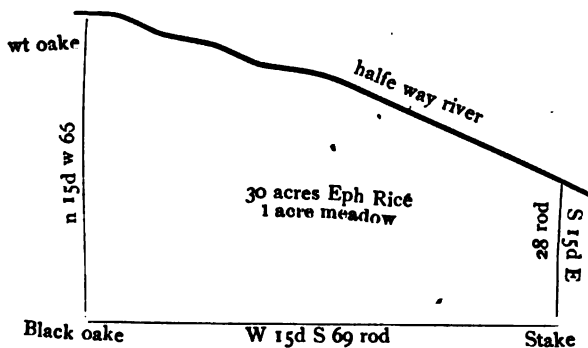 wt oake
halfe way river
n 15d w 66
30 acres Eph Rice
1 acre meadow
28 rod
S 15d E
Black oake
W 15d S 69 rod
Stake